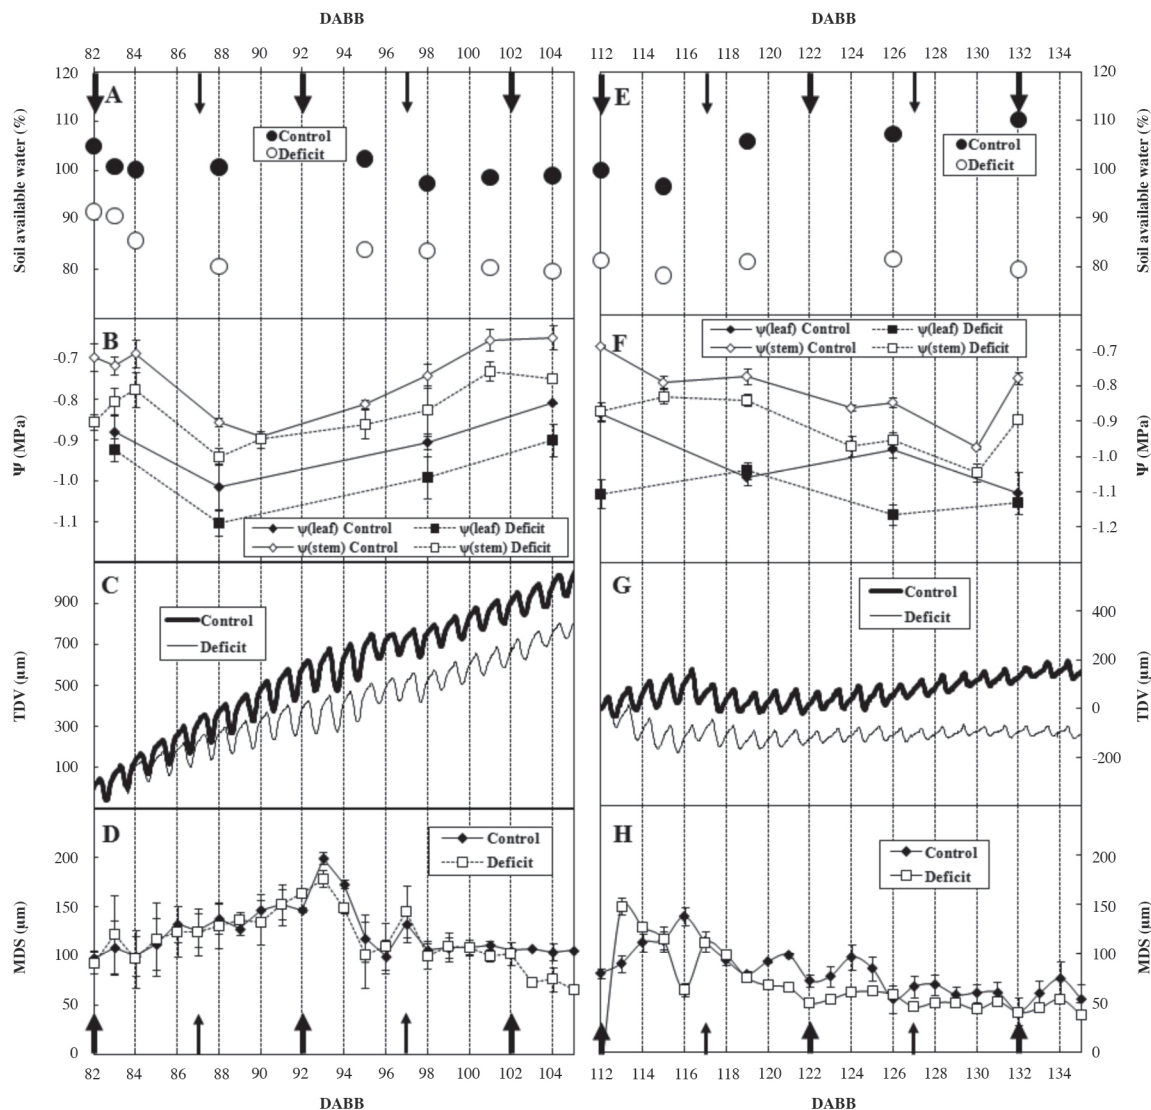 DABB DABB
82 84 86 88 90 92 94 96 98 100 102 104 112 114 116 118 120 122 124 126 128 130 132 134
120 120
A E
110 110
Control Control
Deficit Deficit
100 100
90 90
80 80
Soil available water (%) Soil available water (%)
B F
ψ(leaf) Control ψ(leaf) Deficit
ψ(stem) Control ψ(stem) Deficit
-0.7 -0.7
-0.8 -0.8
-0.9 -0.9
-1.0 -1.0
-1.1 -1.1
-1.2
Ψ (MPa) Ψ (MPa)
ψ(leaf) Control ψ(leaf) Deficit
ψ(stem) Control ψ(stem) Deficit
C G
Control Control
Deficit Deficit
900 400
700 200
500 0
300 -200
100
TDV (µm) TDV (µm)
D H
Control Control
Deficit Deficit
200 200
150 150
100 100
50 50
0 0
MDS (µm) MDS (µm)
82 84 86 88 90 92 94 96 98 100 102 104 112 114 116 118 120 122 124 126 128 130 132 134
DABB DABB